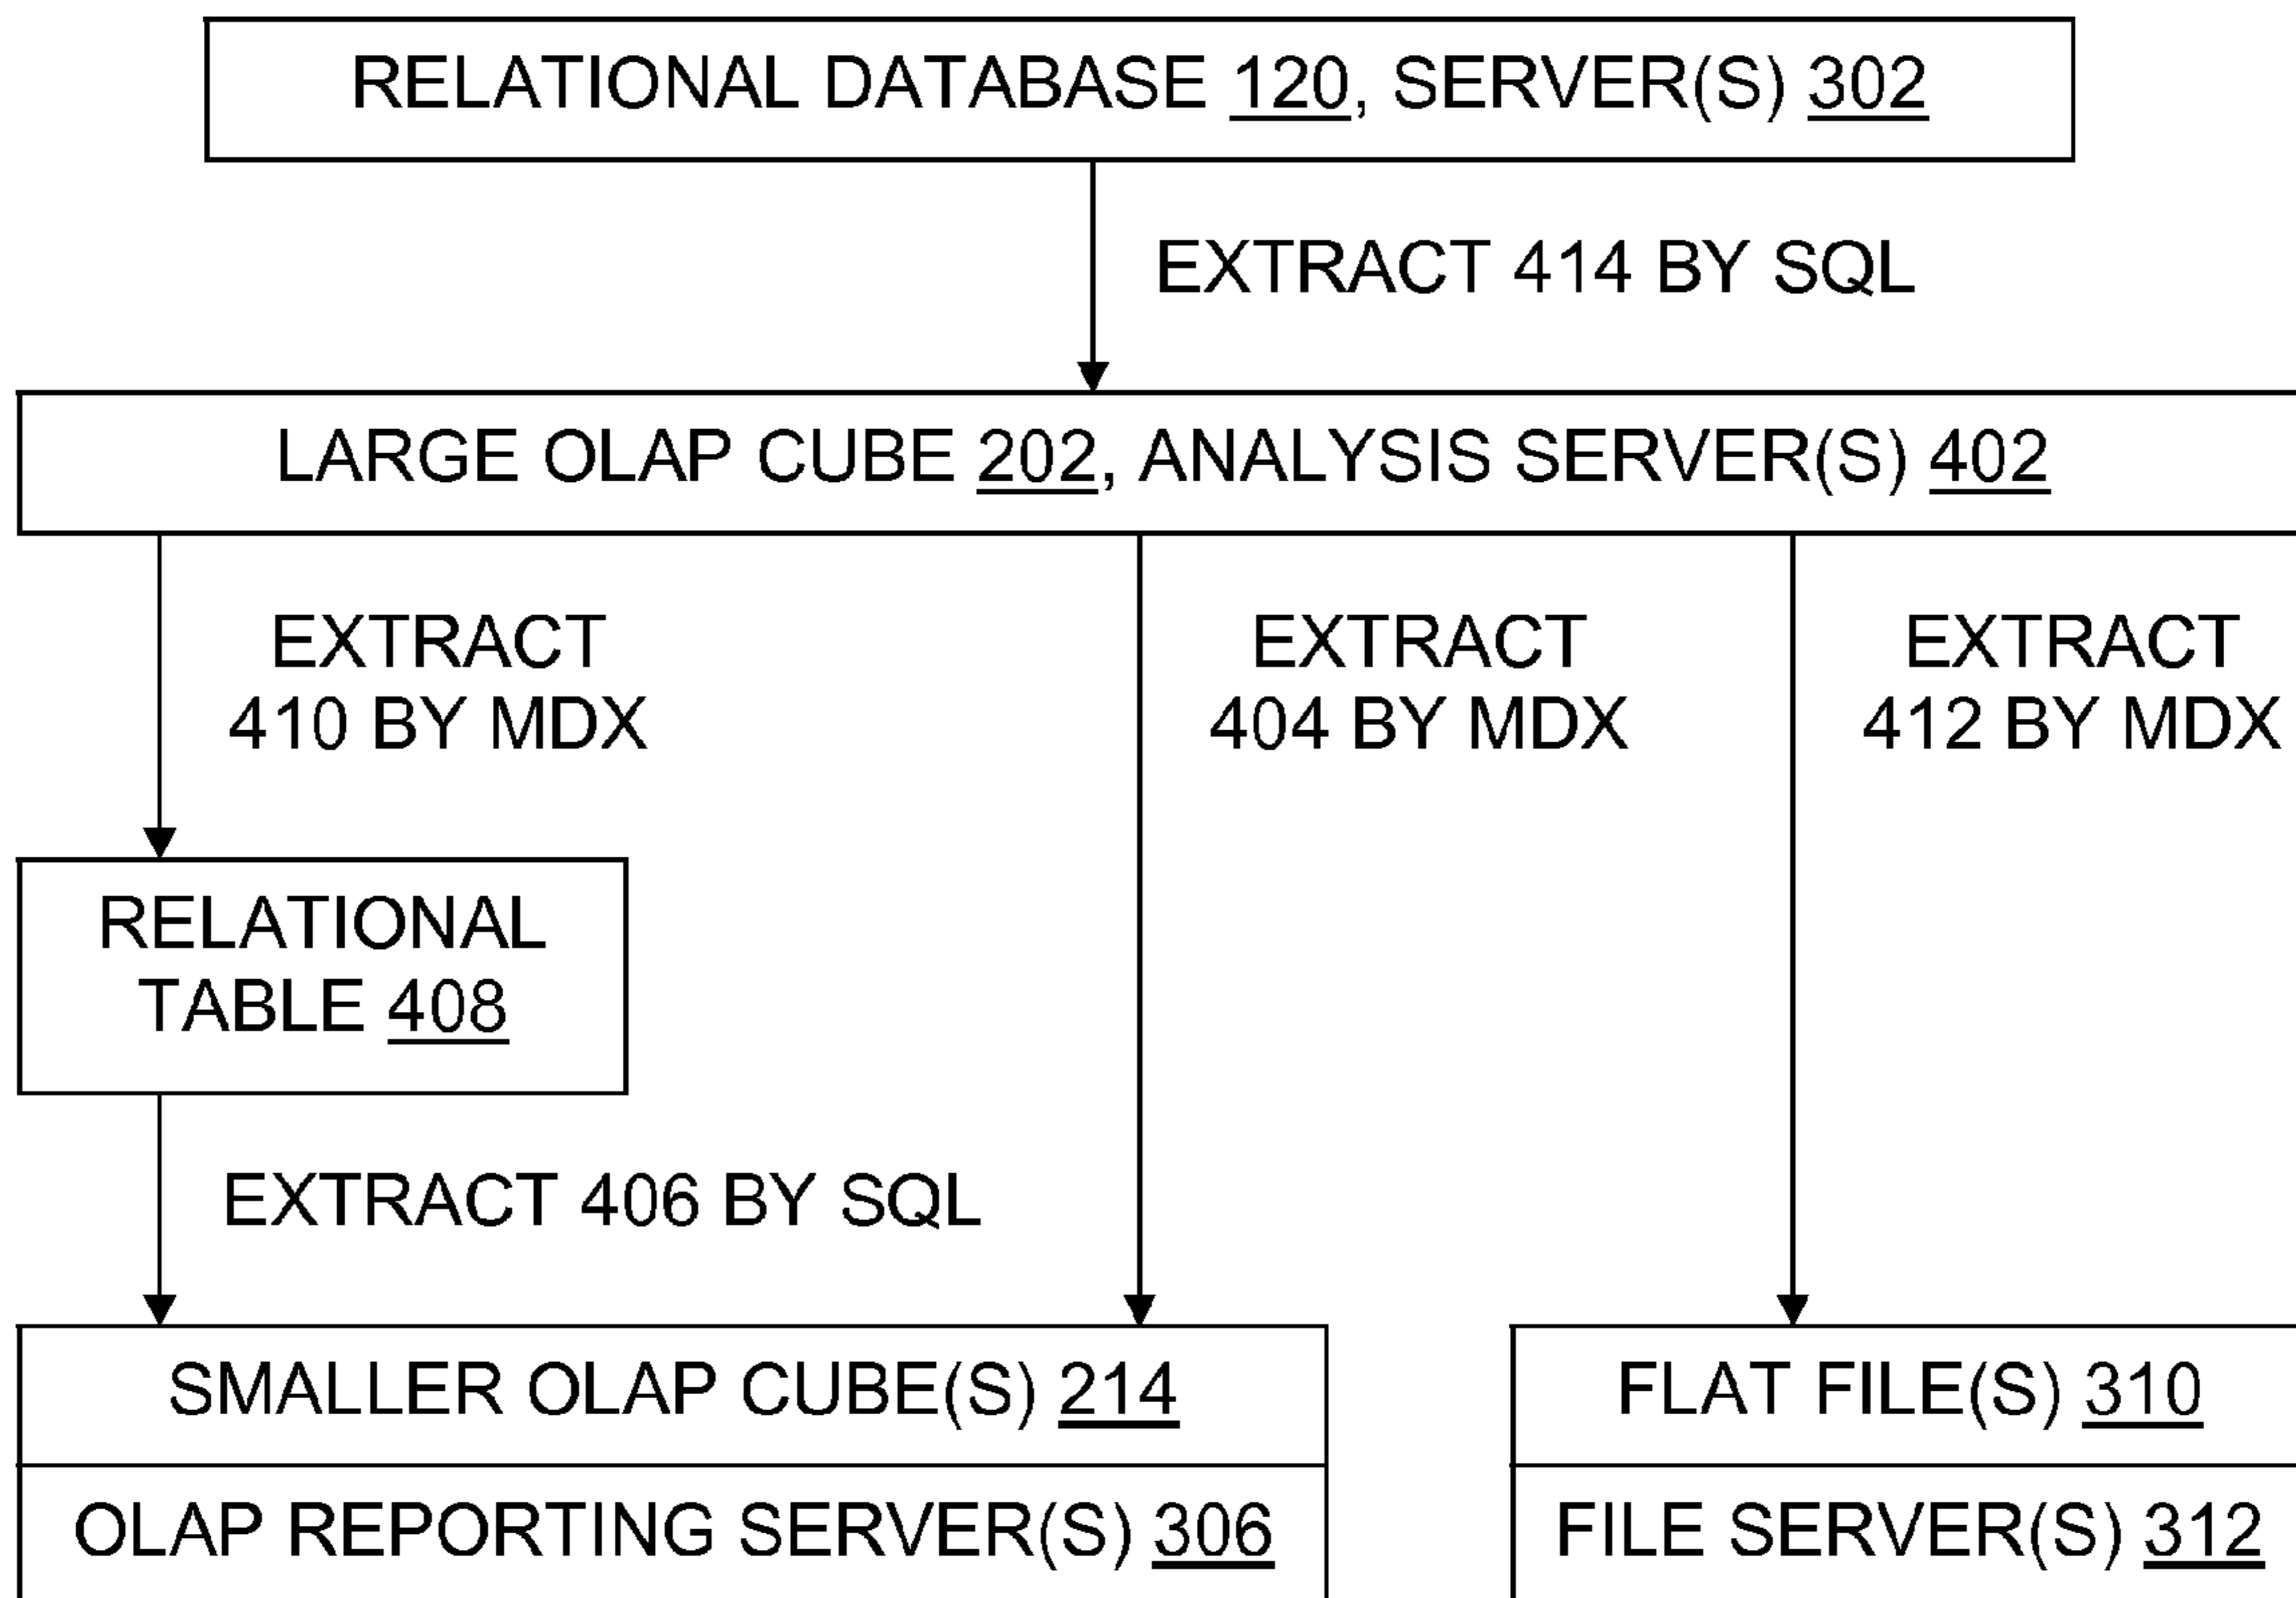 RELATIONAL DATABASE 120, SERVER(S) 302
EXTRACT 414 BY SQL
LARGE OLAP CUBE 202, ANALYSIS SERVER(S) 402
EXTRACT
410 BY MDX
EXTRACT
404 BY MDX
EXTRACT
412 BY MDX
RELATIONAL
TABLE 408
EXTRACT 406 BY SQL
SMALLER OLAP CUBE(S) 214
OLAP REPORTING SERVER(S) 306
FLAT FILE(S) 310
FILE SERVER(S) 312